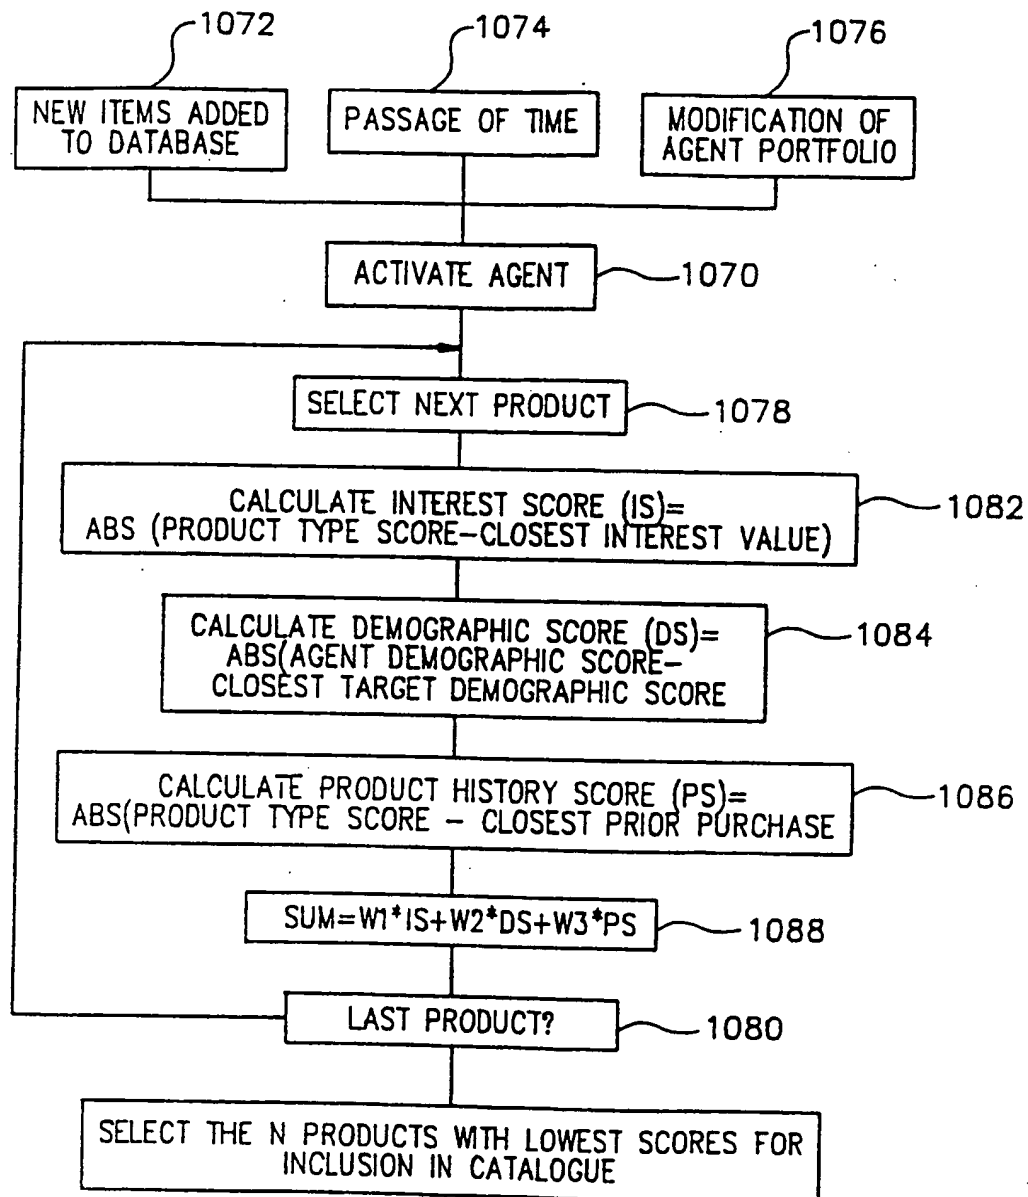 1072
1074
1076
NEW ITEMS ADDED
TO DATABASE
PASSAGE OF TIME
MODIFICATION OF
AGENT PORTFOLIO
ACTIVATE AGENT
1070
SELECT NEXT PRODUCT
1078
CALCULATE INTEREST SCORE (IS)=
ABS (PRODUCT TYPE SCORE-CLOSEST INTEREST VALUE)
1082
CALCULATE DEMOGRAPHIC SCORE (DS)=
ABS(AGENT DEMOGRAPHIC SCORE-
CLOSEST TARGET DEMOGRAPHIC SCORE
1084
CALCULATE PRODUCT HISTORY SCORE (PS)=
ABS(PRODUCT TYPE SCORE - CLOSEST PRIOR PURCHASE
1086
SUM=W1*IS+W2*DS+W3*PS
1088
LAST PRODUCT?
1080
SELECT THE N PRODUCTS WITH LOWEST SCORES FOR
INCLUSION IN CATALOGUE